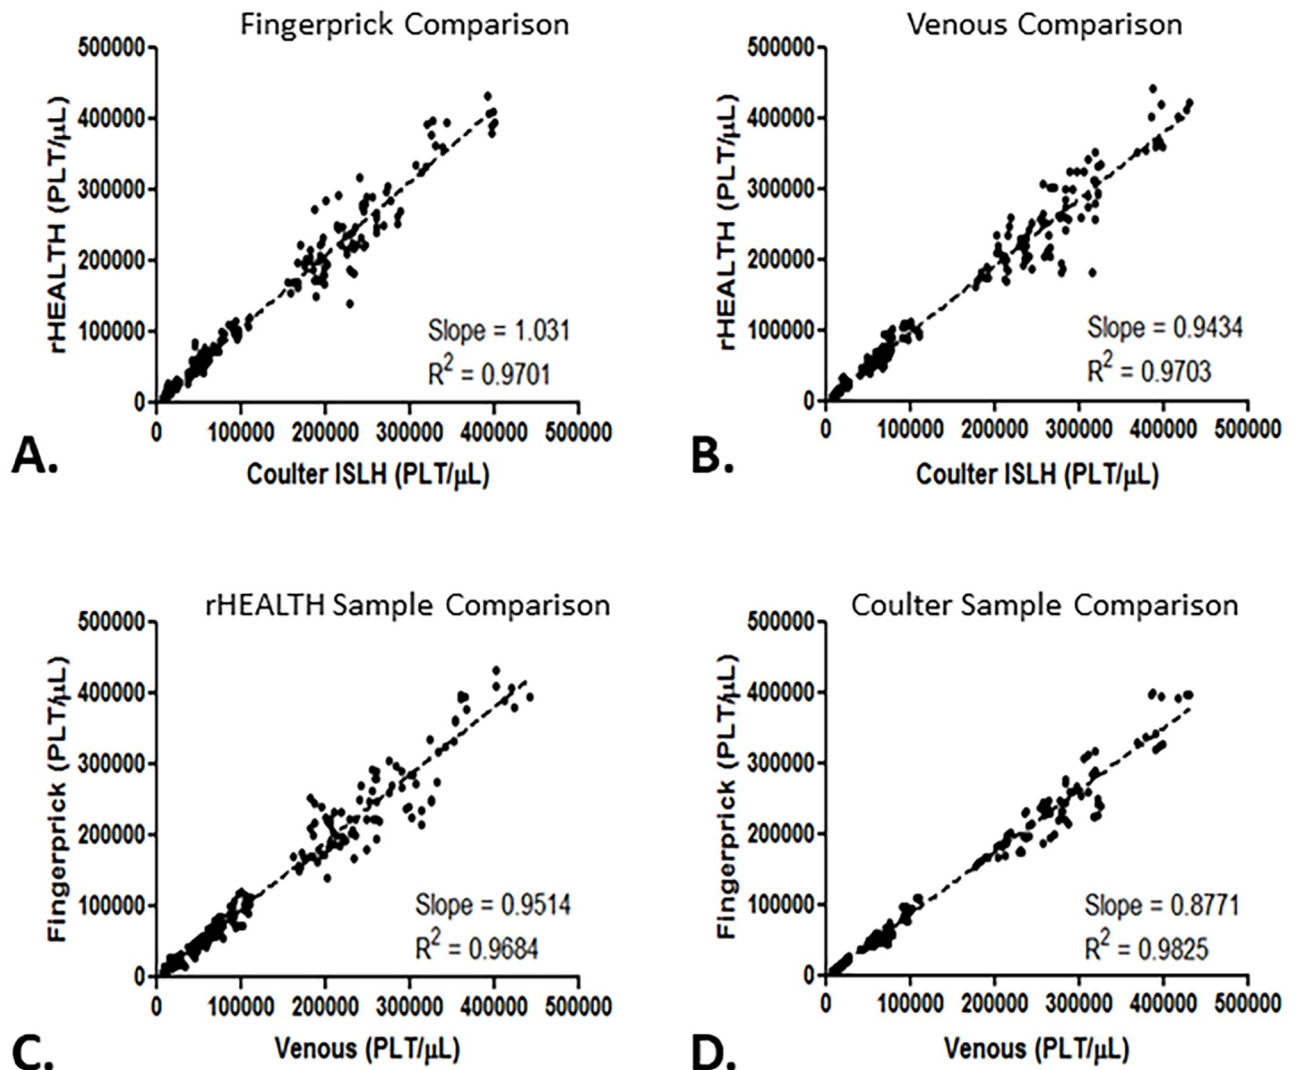 Fingerprick Comparison
500000
400000
300000
200000
100000
0
rHEALTH (PLT/μL)
Slope = 1.031
R² = 0.9701
0 100000 200000 300000 400000 500000
Coulter ISLH (PLT/μL)
A.
Venous Comparison
500000
400000
300000
200000
100000
0
rHEALTH (PLT/μL)
Slope = 0.9434
R² = 0.9703
0 100000 200000 300000 400000 500000
Coulter ISLH (PLT/μL)
B.
rHEALTH Sample Comparison
500000
400000
300000
200000
100000
0
Fingerprick (PLT/μL)
Slope = 0.9514
R² = 0.9684
0 100000 200000 300000 400000 500000
Venous (PLT/μL)
C.
Coulter Sample Comparison
500000
400000
300000
200000
100000
0
Fingerprick (PLT/μL)
Slope = 0.8771
R² = 0.9825
0 100000 200000 300000 400000 500000
Venous (PLT/μL)
D.